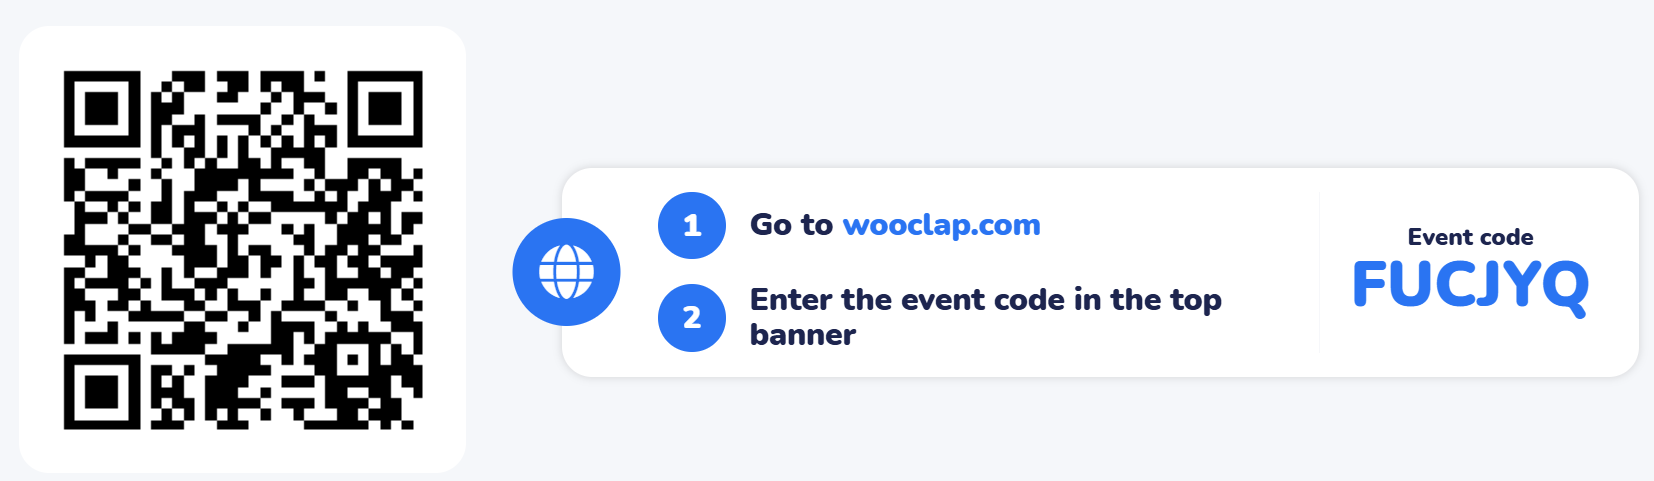 1
Go to wooclap.com
2
Enter the event code in the top
banner
Event code
FUCJYQ